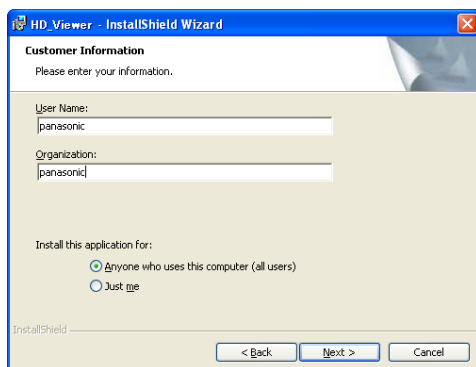 HD_Viewer - InstallShield Wizard
Customer Information
Please enter your information.
User Name:
panasonic
Organization:
panasonic
Install this application for:
Anyone who uses this computer (all users)
Just me
InstallShield
< Back Next > Cancel